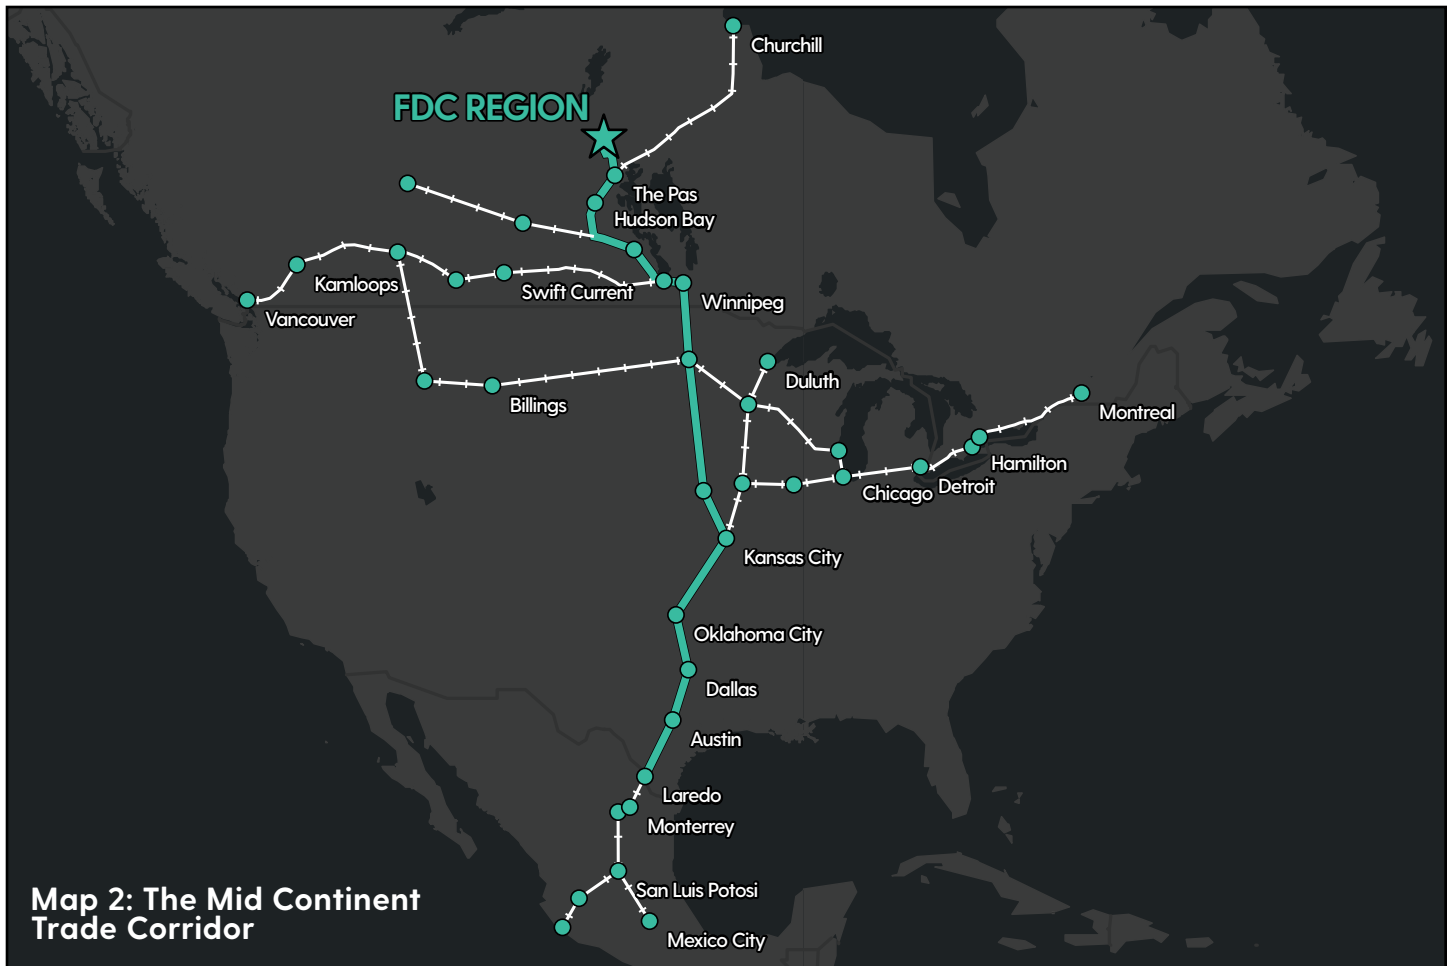 Churchill
FDC REGION
The Pas
Hudson Bay
Kamloops
Swift Current
Winnipeg
Vancouver
Duluth
Billings
Montreal
Hamilton
Chicago
Detroit
Kansas City
Oklahoma City
Dallas
Austin
Laredo
Monterrey
San Luis Potosi
Mexico City
Map 2: The Mid Continent
Trade Corridor